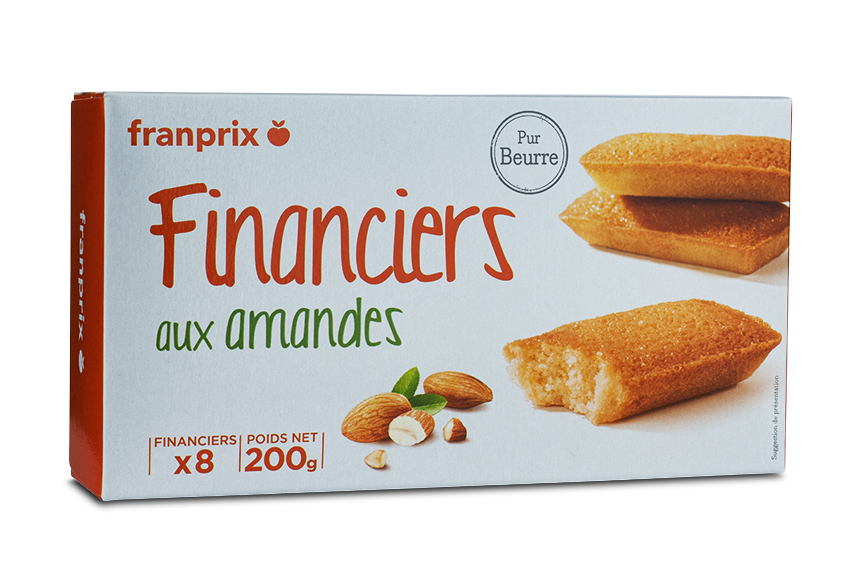 franprix
Pur
Beurre
Financiers
aux amandes
FINANCIERS
x8
POIDS NET
200g
Suggestion de présentation
franprix